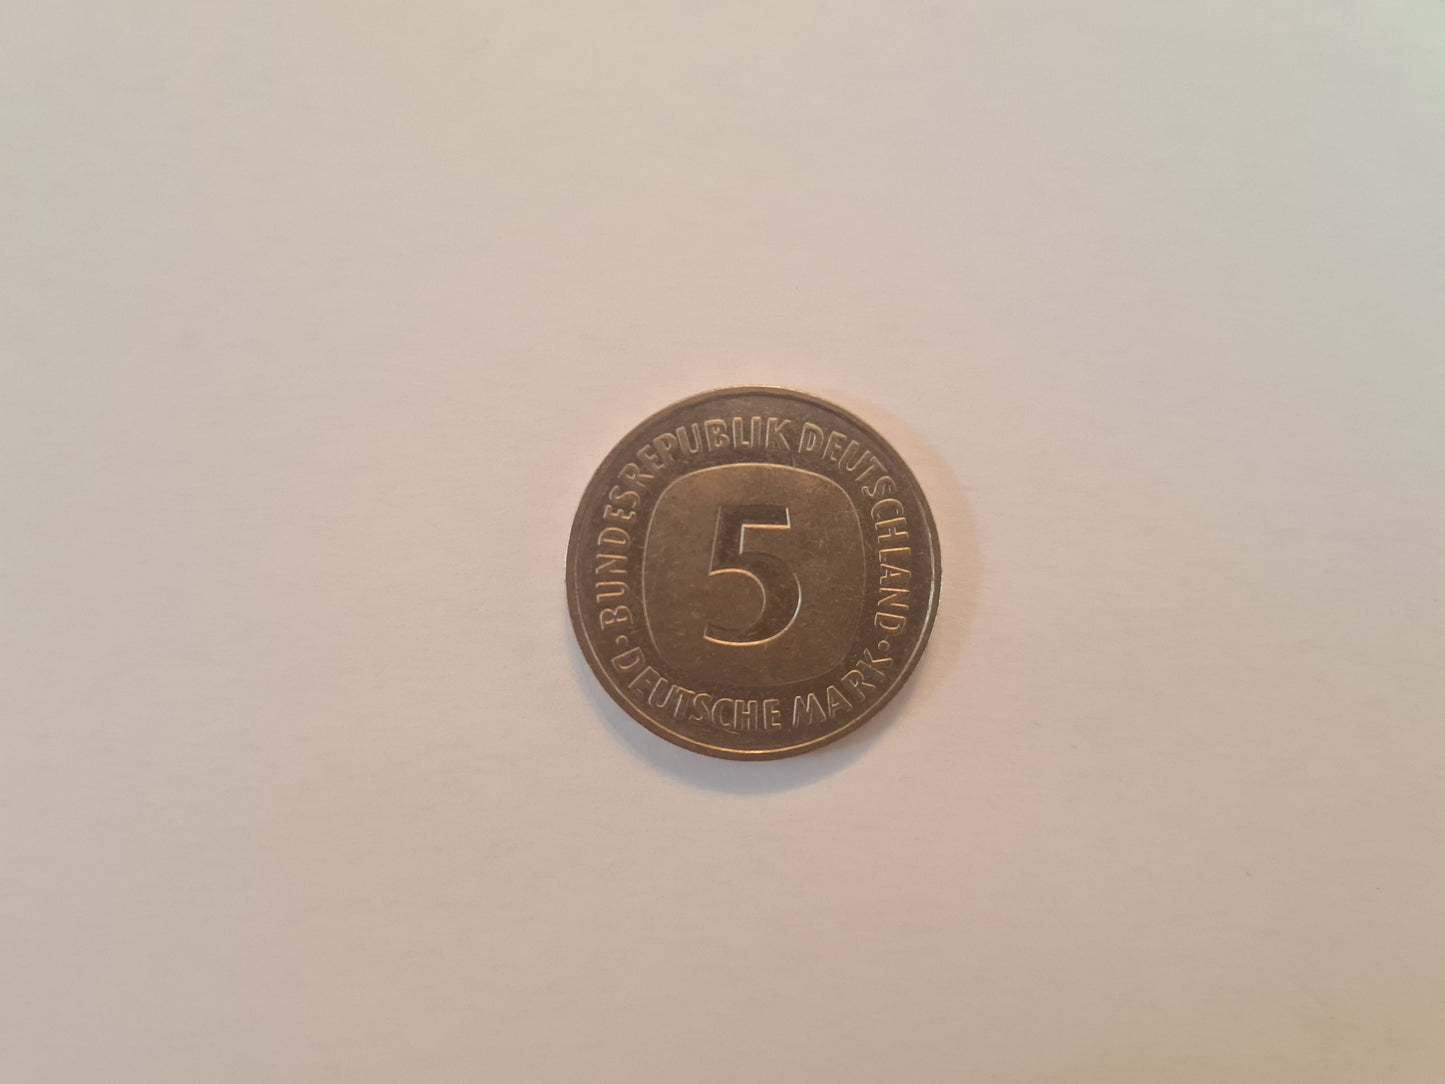 BUNDESREPUBLIK DEUTSCHLAND
5
DEUTSCHE MARK